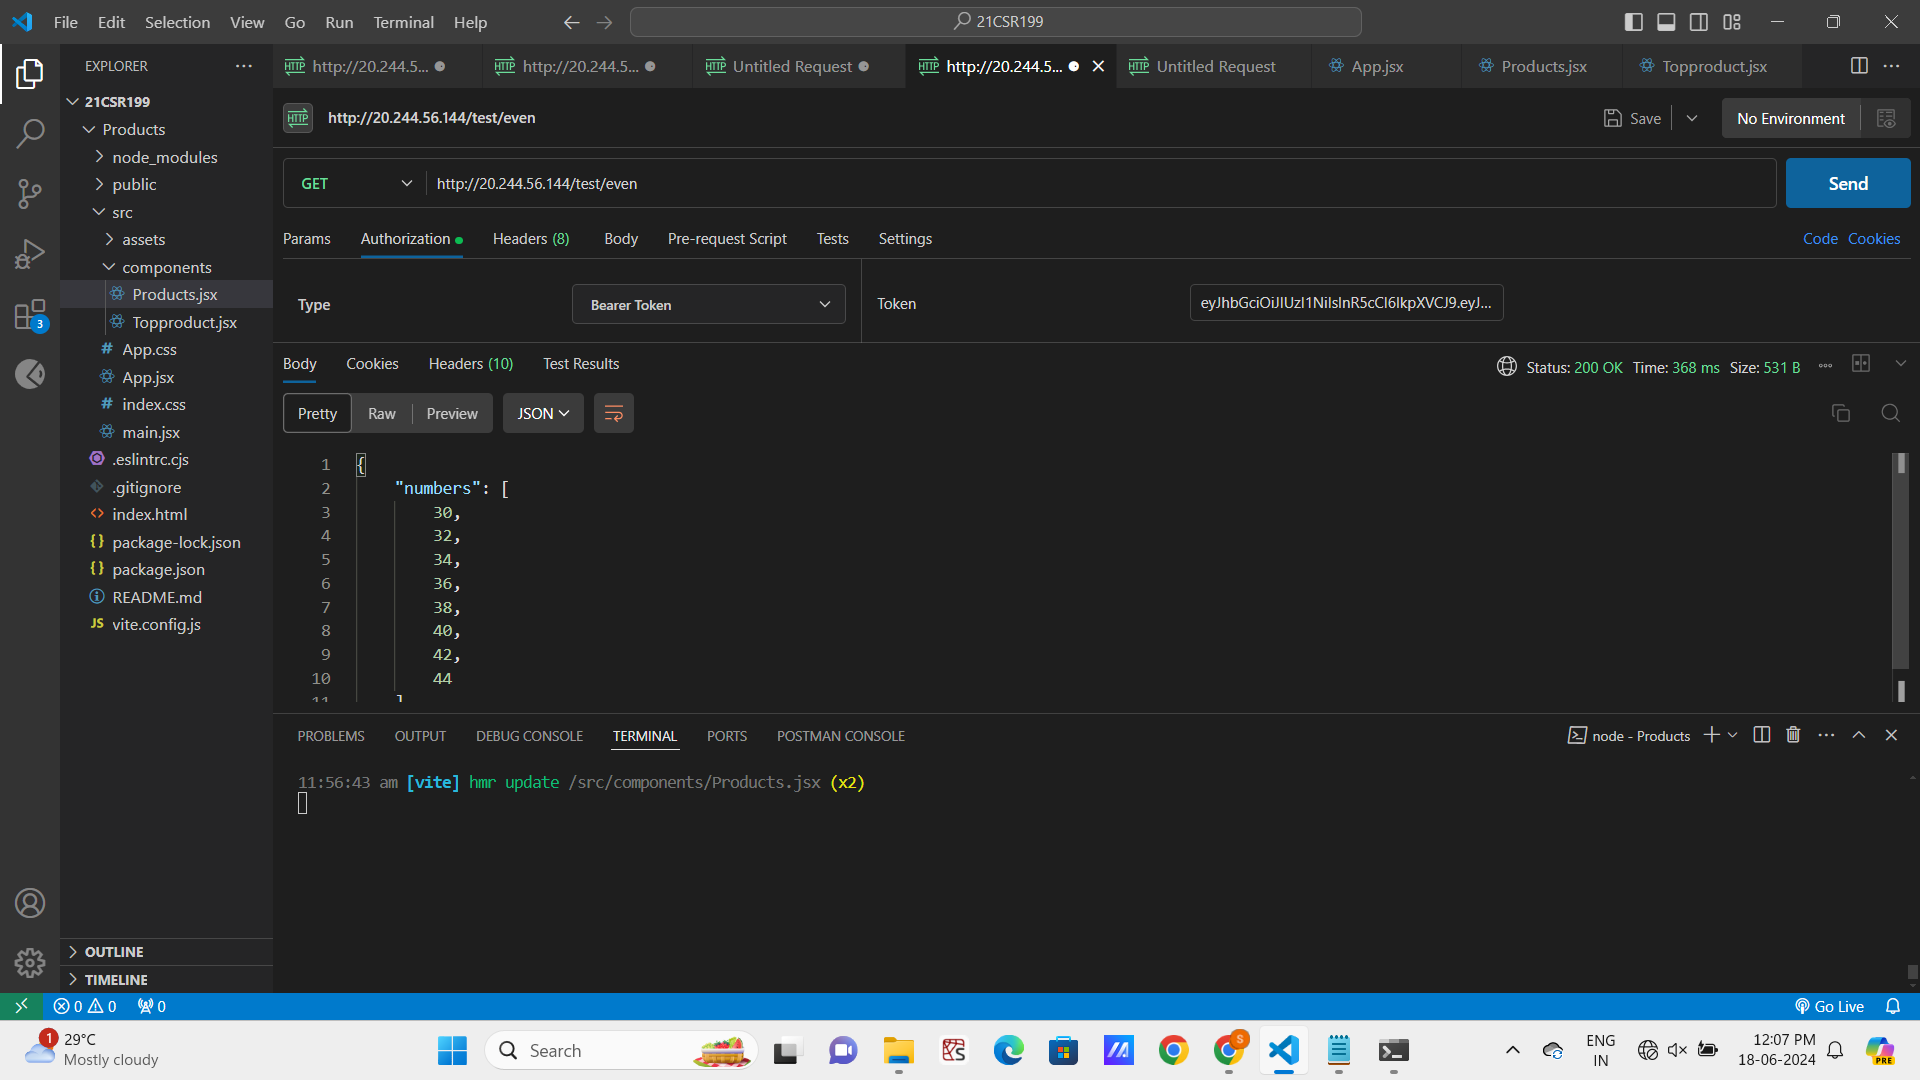 File Edit Selection View Go Run Terminal Help
21CSR199
EXPLORER
http://20.244.5...
http://20.244.5...
Untitled Request
http://20.244.5...
Untitled Request
App.jsx
Products.jsx
Topproduct.jsx
21CSR199
Products
node_modules
public
src
assets
components
Products.jsx
Topproduct.jsx
App.css
App.jsx
index.css
main.jsx
.eslintrc.cjs
.gitignore
index.html
package-lock.json
package.json
README.md
vite.config.js
OUTLINE
TIMELINE
3
HTTP http://20.244.56.144/test/even
Save
No Environment
GET http://20.244.56.144/test/even
Send
Params Authorization Headers (8) Body Pre-request Script Tests Settings
Code Cookies
Type Bearer Token
Token eyJhbGciOiJIUzI1NiIsInR5cCI6IkpXVCJ9.eyJ...
Body Cookies Headers (10) Test Results
Status: 200 OK Time: 368 ms Size: 531 B
Pretty Raw Preview JSON
1 {
2 "numbers": [
3 30,
4 32,
5 34,
6 36,
7 38,
8 40,
9 42,
10 44
11 ]
PROBLEMS OUTPUT DEBUG CONSOLE TERMINAL PORTS POSTMAN CONSOLE
node - Products
11:56:43 am [vite] hmr update /src/components/Products.jsx (x2)
0 0 0
Go Live
1
29°C
Mostly cloudy
Search
S
ENG
IN
12:07 PM
18-06-2024
PRE